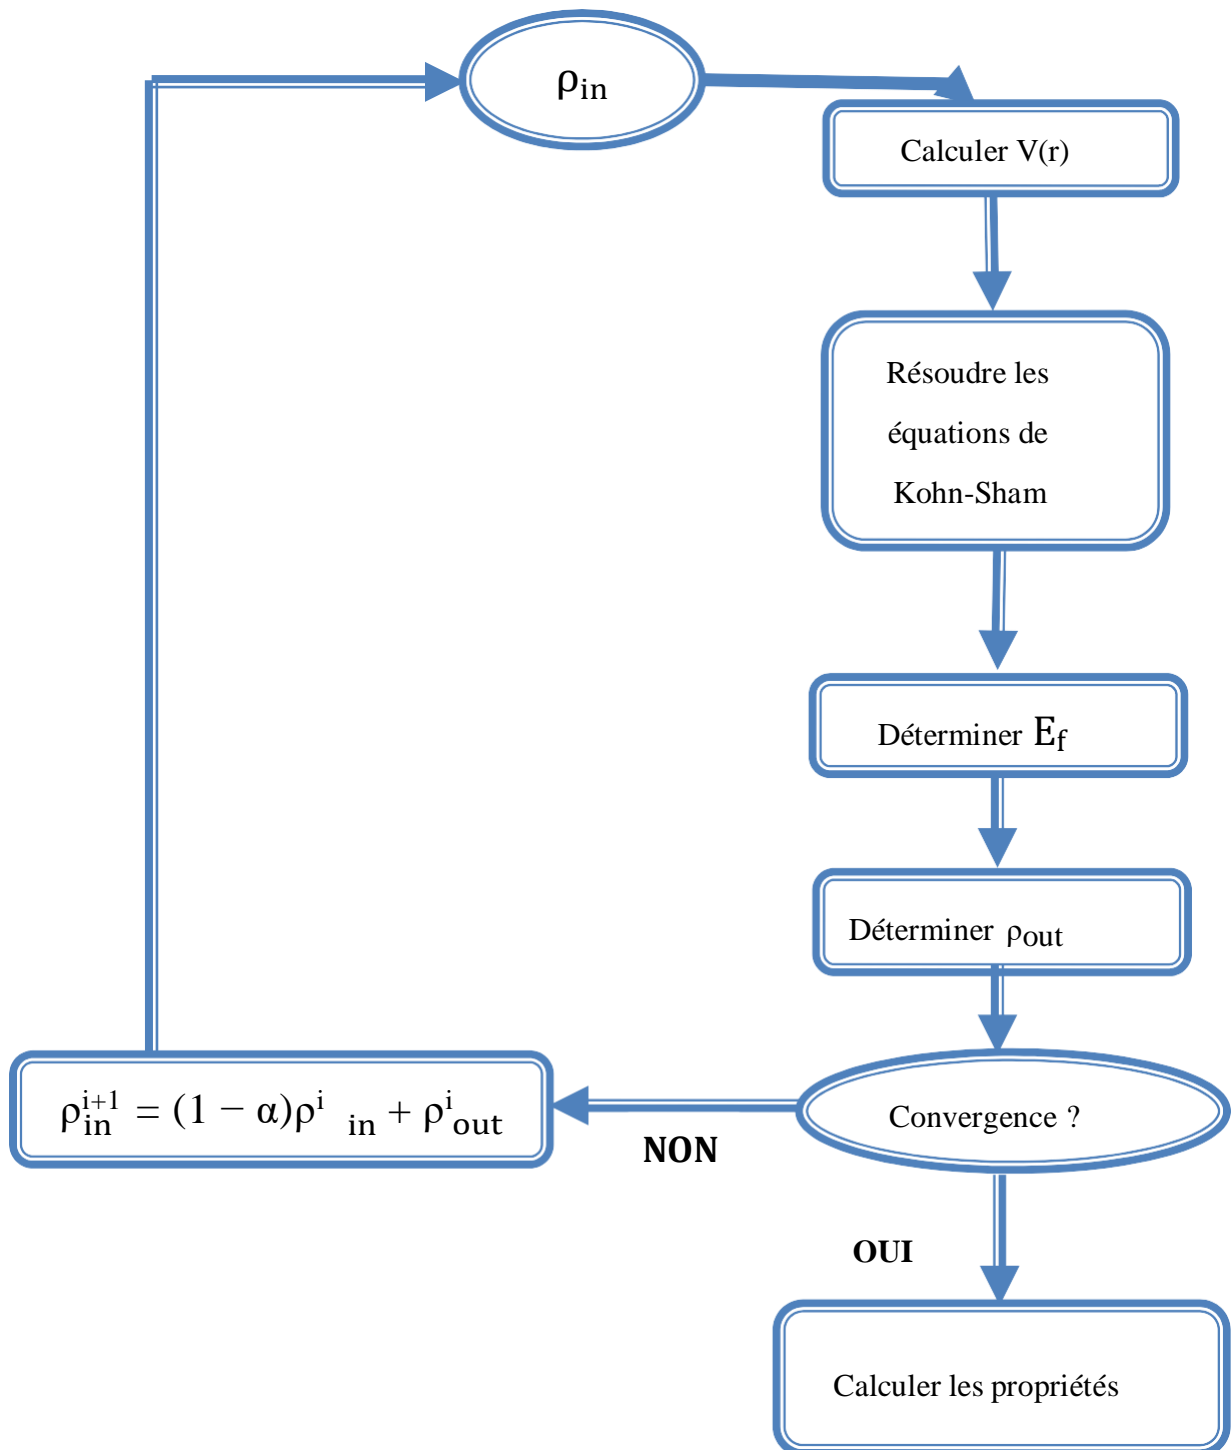 ρin
Calculer V(r)
Résoudre les
équations de
Kohn-Sham
Déterminer Ef
Déterminer ρout
Convergence ?
ρin^i+1 = (1 − α)ρ^i in + ρ^i out
NON
OUI
Calculer les propriétés